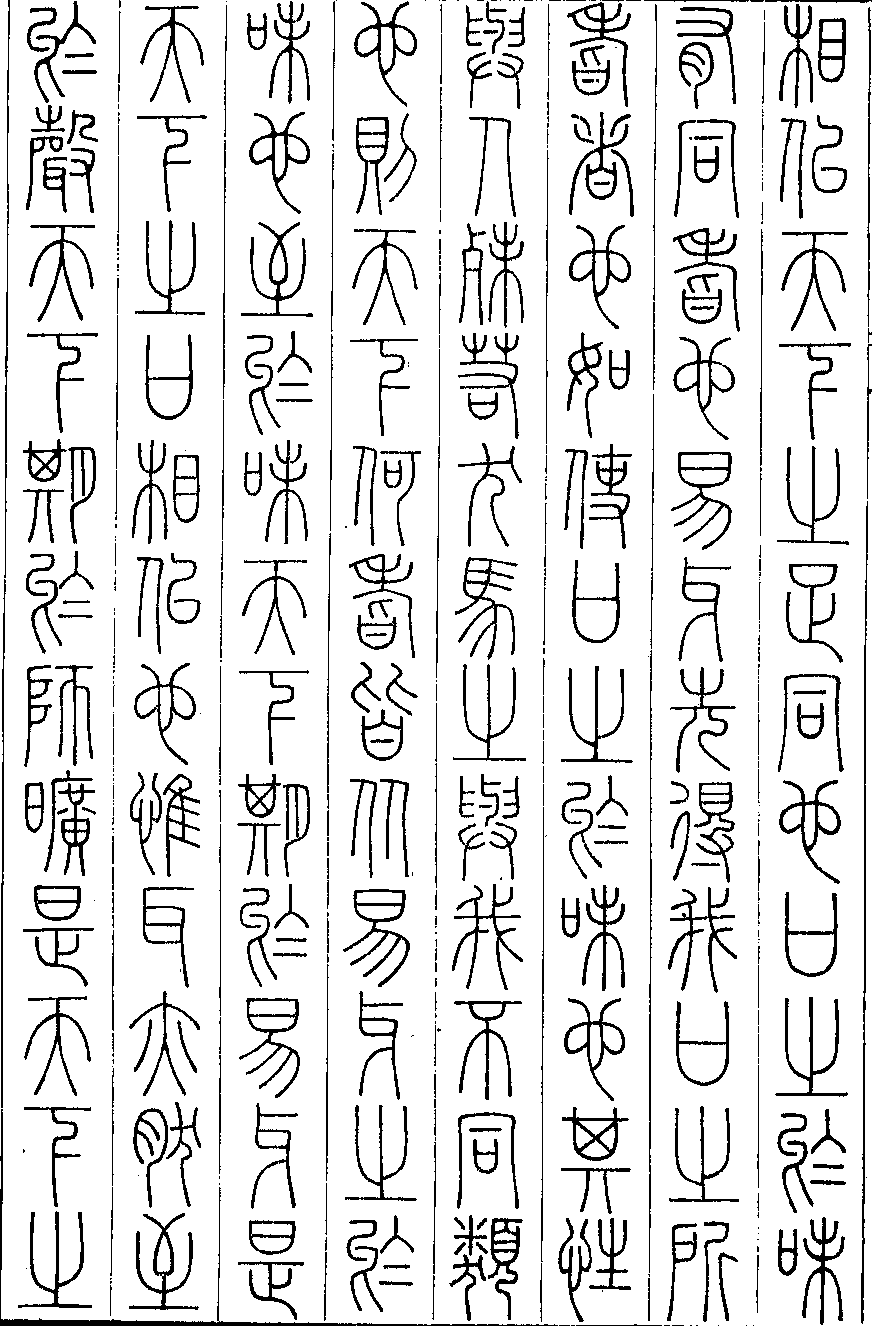 相似天下之足同也口之於味
有同耆也易牙先得我口之所
耆者也如使口之於味也其性
與人殊若犬馬之與我不同類
也則天下何耆皆从易牙之於
味也至於味天下期於易牙是
天下之口相似也惟耳亦然至
於聲天下期於師曠是天下之